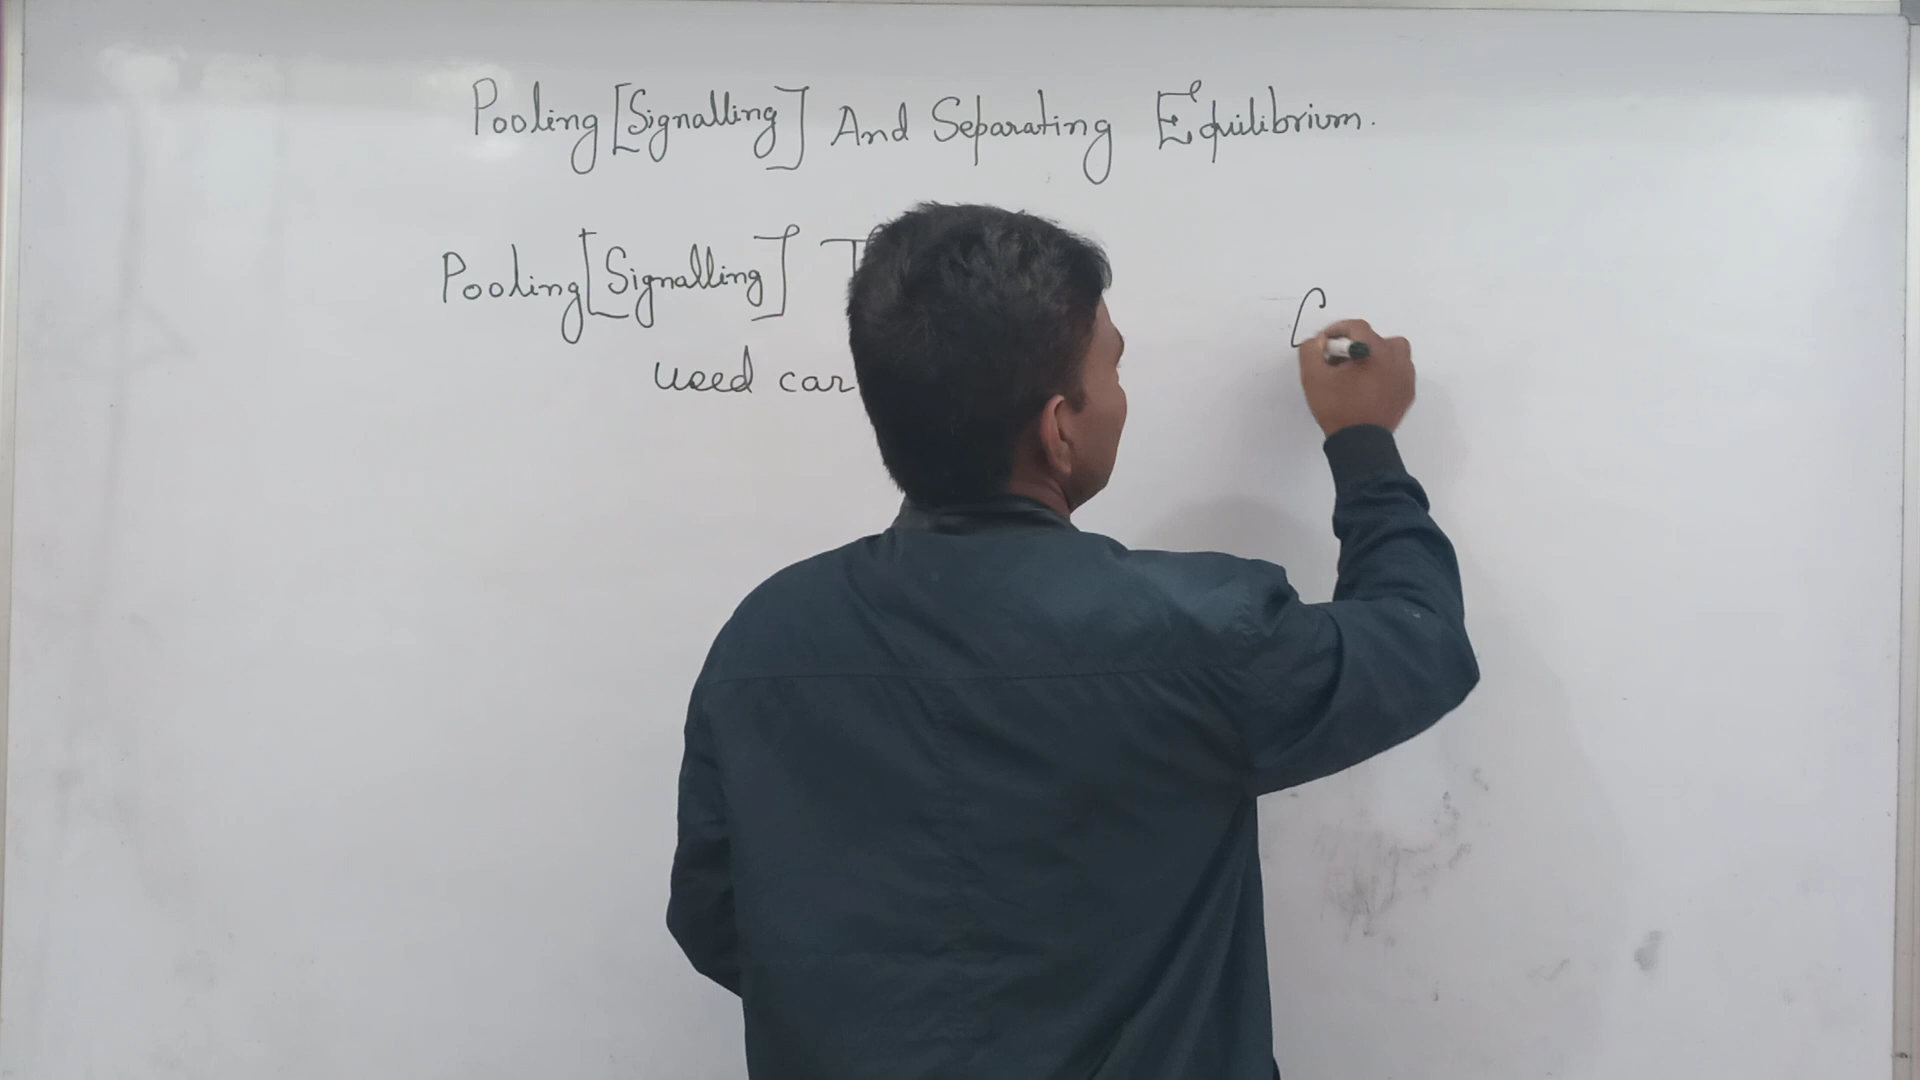 Pooling [Signalling] And Separating Equilibrium.
Pooling [Signalling]
used car